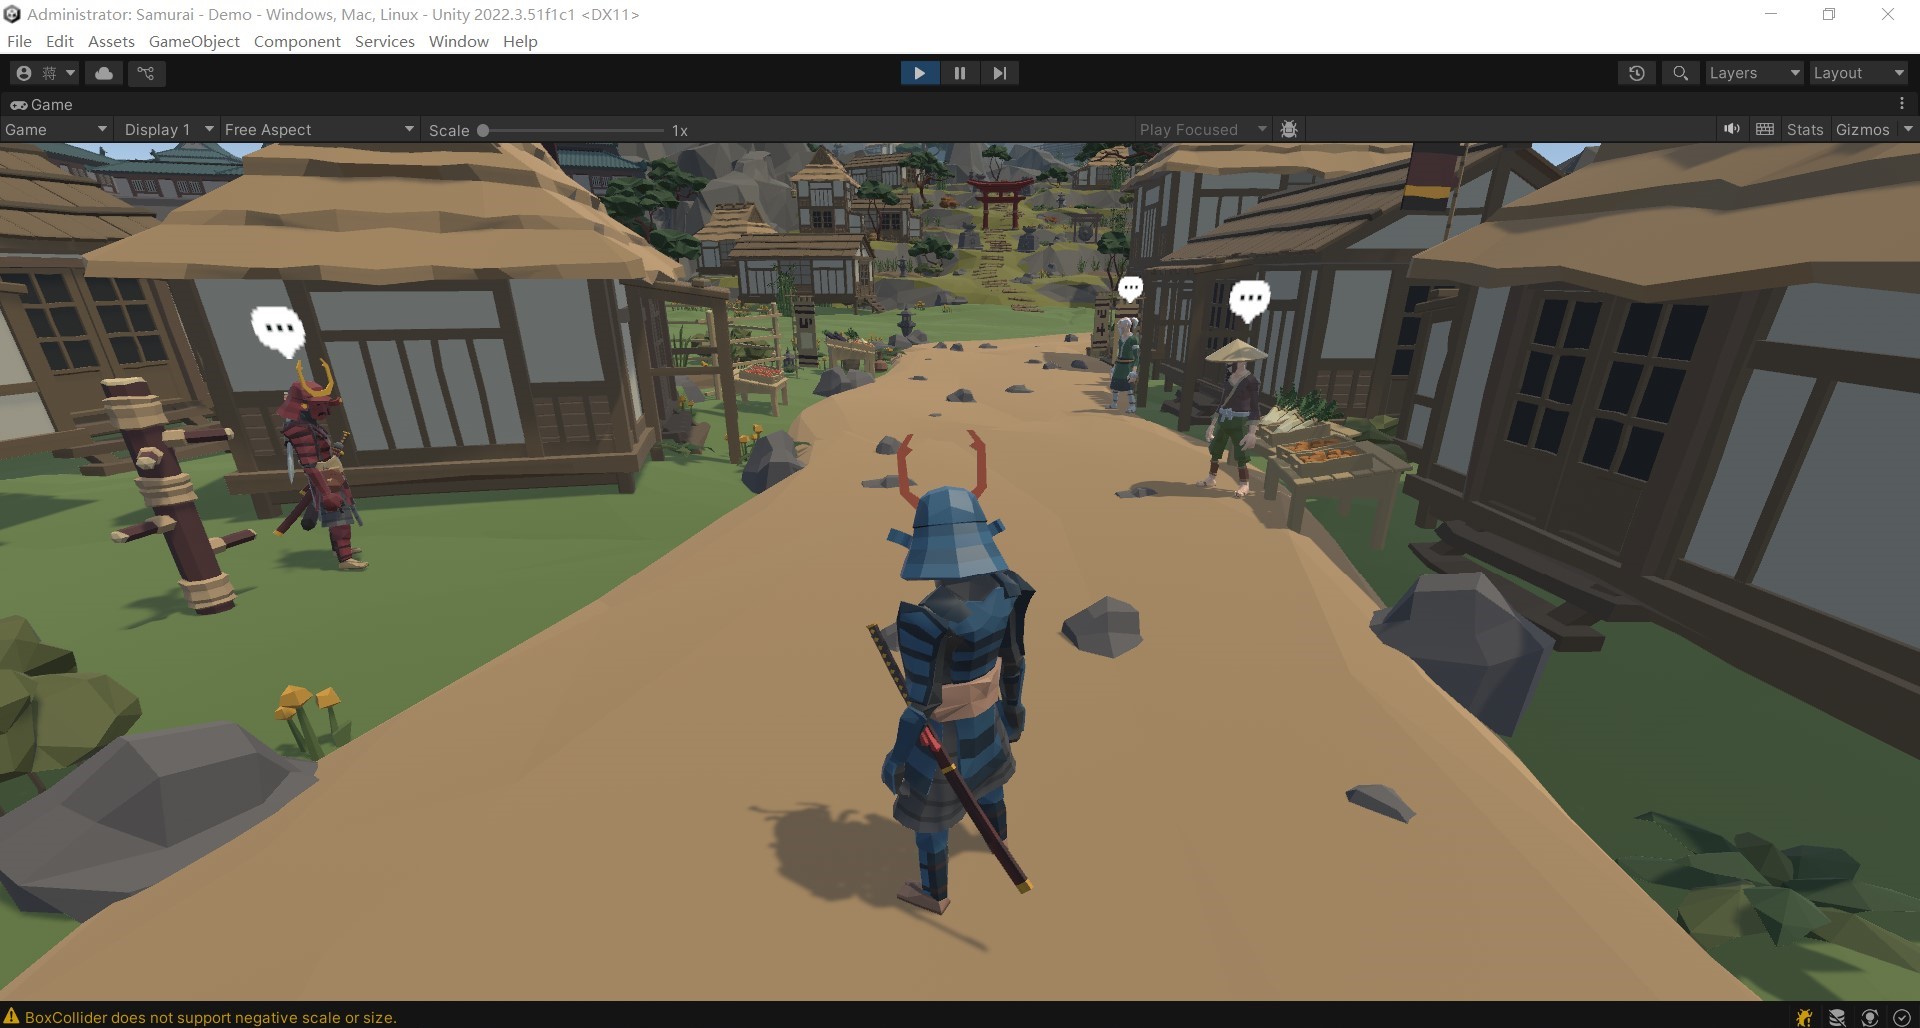 Administrator: Samurai - Demo - Windows, Mac, Linux - Unity 2022.3.51f1c1 <DX11>
File Edit Assets GameObject Component Services Window Help
蒋 Layers Layout
Game
Game Display 1 Free Aspect Scale 1x Play Focused Stats Gizmos
BoxCollider does not support negative scale or size.